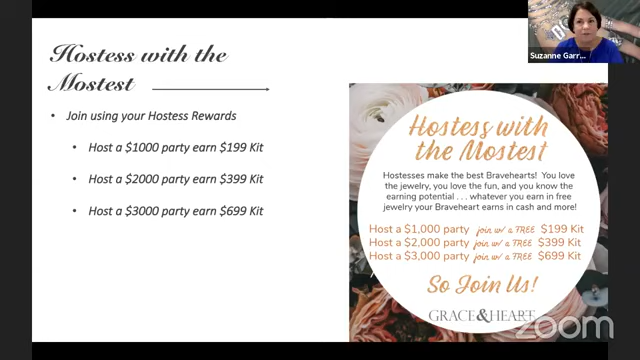 Hostess with the
Mostest
• Join using your Hostess Rewards
• Host a $1000 party earn $199 Kit
• Host a $2000 party earn $399 Kit
• Host a $3000 party earn $699 Kit
Suzanne Garr...
Hostess with
the Mostest
Hostesses make the best Bravehearts! You love
the jewelry, you love the fun, and you know the
earning potential . . . whatever you earn in free
jewelry your Braveheart earns in cash and more!
Host a $1,000 party join w/ a FREE $199 Kit
Host a $2,000 party join w/ a FREE $399 Kit
Host a $3,000 party join w/ a FREE $699 Kit
So Join Us!
GRACE&HEART
zoom